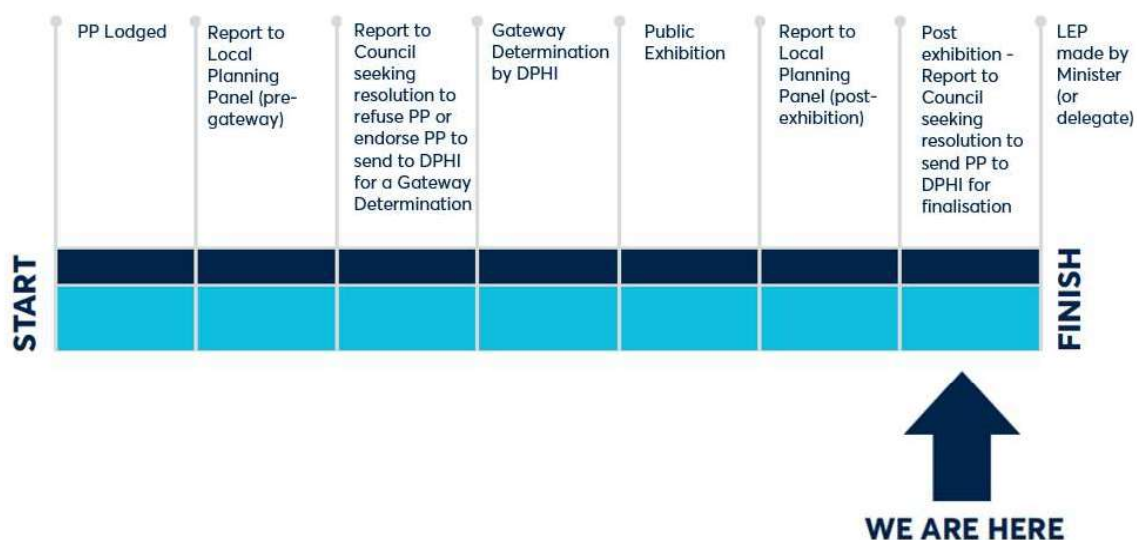 PP Lodged
Report to
Local
Planning
Panel (pre-
gateway)
Report to
Council
seeking
resolution to
refuse PP or
endorse PP to
send to DPHI
for a Gateway
Determination
Gateway
Determination
by DPHI
Public
Exhibition
Report to
Local
Planning
Panel (post-
exhibition)
Post
exhibition -
Report to
Council
seeking
resolution to
send PP to
DPHI for
finalisation
LEP
made by
Minister
(or
delegate)
START
FINISH
WE ARE HERE